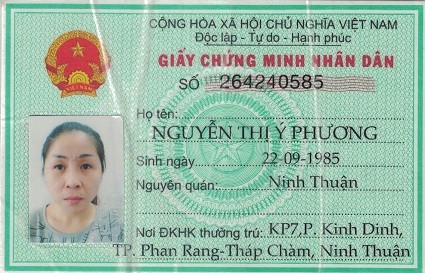 CỘNG HÒA XÃ HỘI CHỦ NGHĨA VIỆT NAM
Độc lập - Tự do - Hạnh phúc
GIẤY CHỨNG MINH NHÂN DÂN
SỐ 264240585
Họ tên:
NGUYỄN THỊ Ý PHƯƠNG
Sinh ngày 22-09-1985
Nguyên quán: Ninh Thuận
Nơi ĐKHK thường trú: KP7,P. Kinh Dinh,
TP. Phan Rang-Tháp Chàm, Ninh Thuận